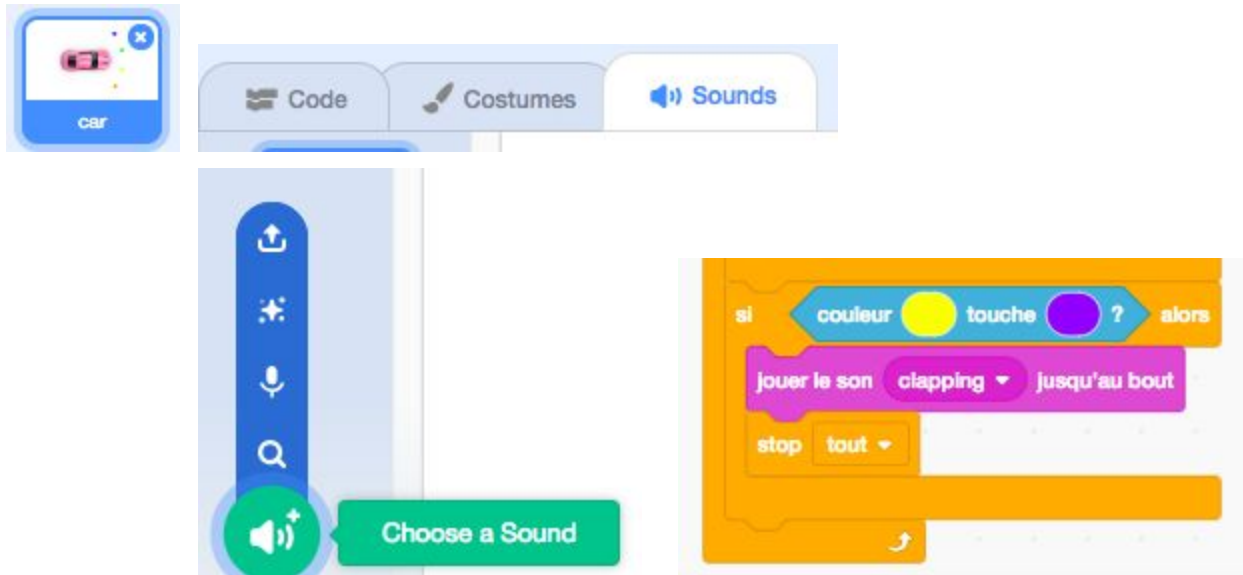 car
Code Costumes Sounds
Choose a Sound
si couleur touche ? alors
jouer le son clapping jusqu'au bout
stop tout